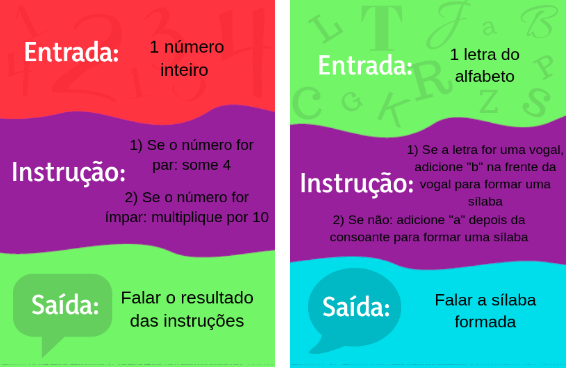 Entrada:
1 número
inteiro
Instrução:
1) Se o número for
par: some 4
2) Se o número for
ímpar: multiplique por 10
Saída:
Falar o resultado
das instruções
Entrada:
1 letra do
alfabeto
Instrução:
1) Se a letra for uma vogal,
adicione "b" na frente da
vogal para formar uma
sílaba
2) Se não: adicione "a" depois da
consoante para formar uma sílaba
Saída:
Falar a sílaba
formada